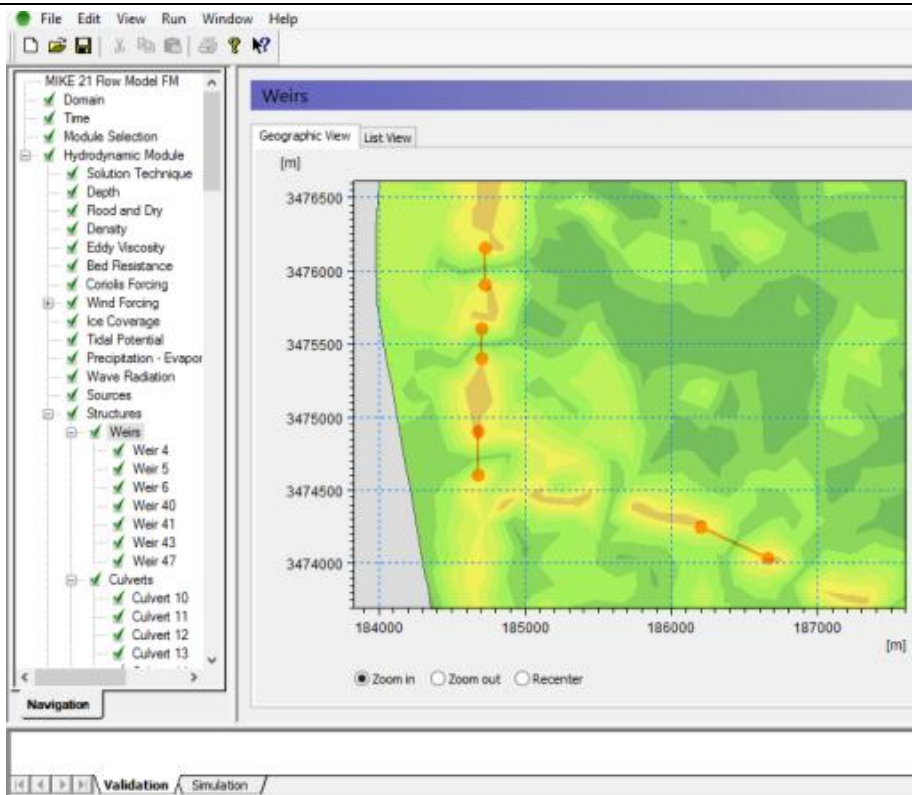 File Edit View Run Window Help
MIKE 21 Flow Model FM
Domain
Time
Module Selection
Hydrodynamic Module
Solution Technique
Depth
Flood and Dry
Density
Eddy Viscosity
Bed Resistance
Coriolis Forcing
Wind Forcing
Ice Coverage
Tidal Potential
Precipitation - Evapor
Wave Radiation
Sources
Structures
Weirs
Weir 4
Weir 5
Weir 6
Weir 40
Weir 41
Weir 43
Weir 47
Culverts
Culvert 10
Culvert 11
Culvert 12
Culvert 13
Navigation
Weirs
Geographic View List View
[m]
3476500
3476000
3475500
3475000
3474500
3474000
184000 185000 186000 187000
[m]
Zoom in Zoom out Recenter
Validation Simulation